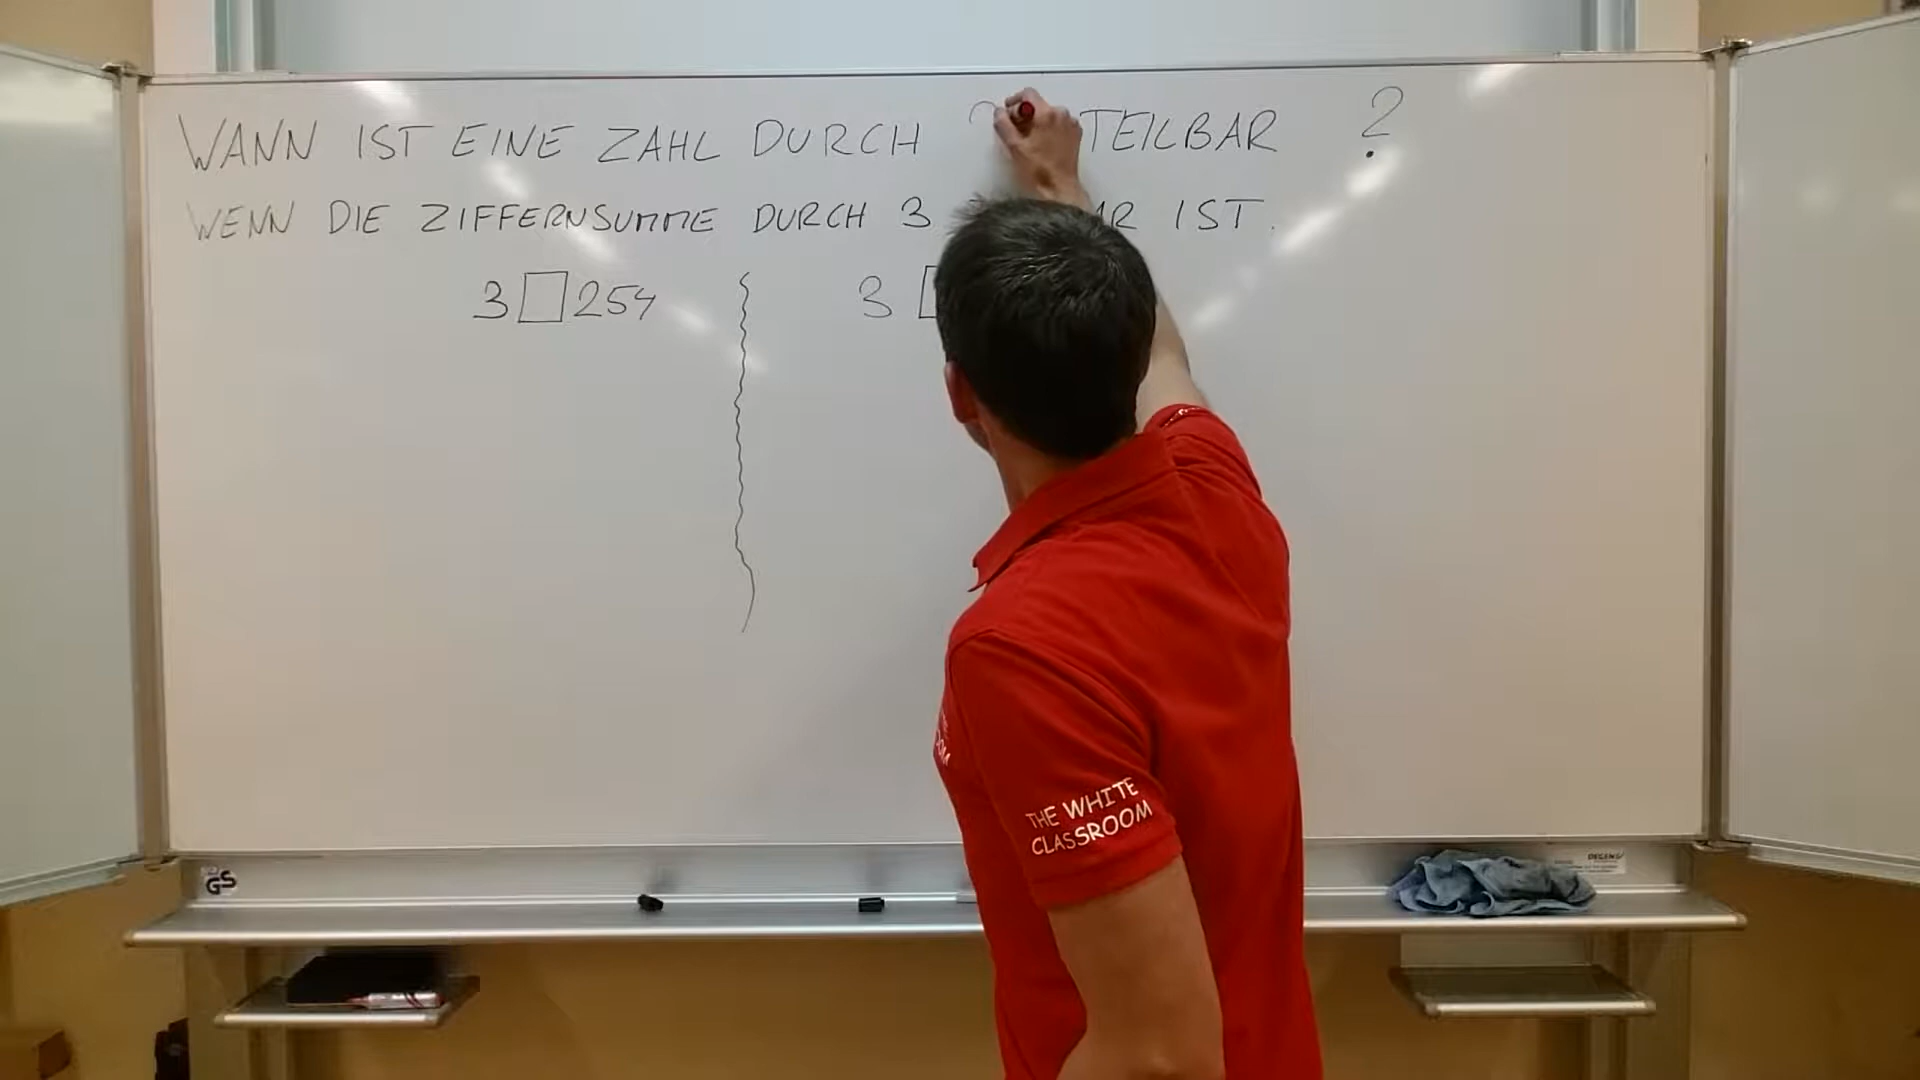 WANN IST EINE ZAHL DURCH TEILBAR ?
WENN DIE ZIFFERNSUMME DURCH 3 AR IST.
3□254
3
THE WHITE
CLASSROOM
GS